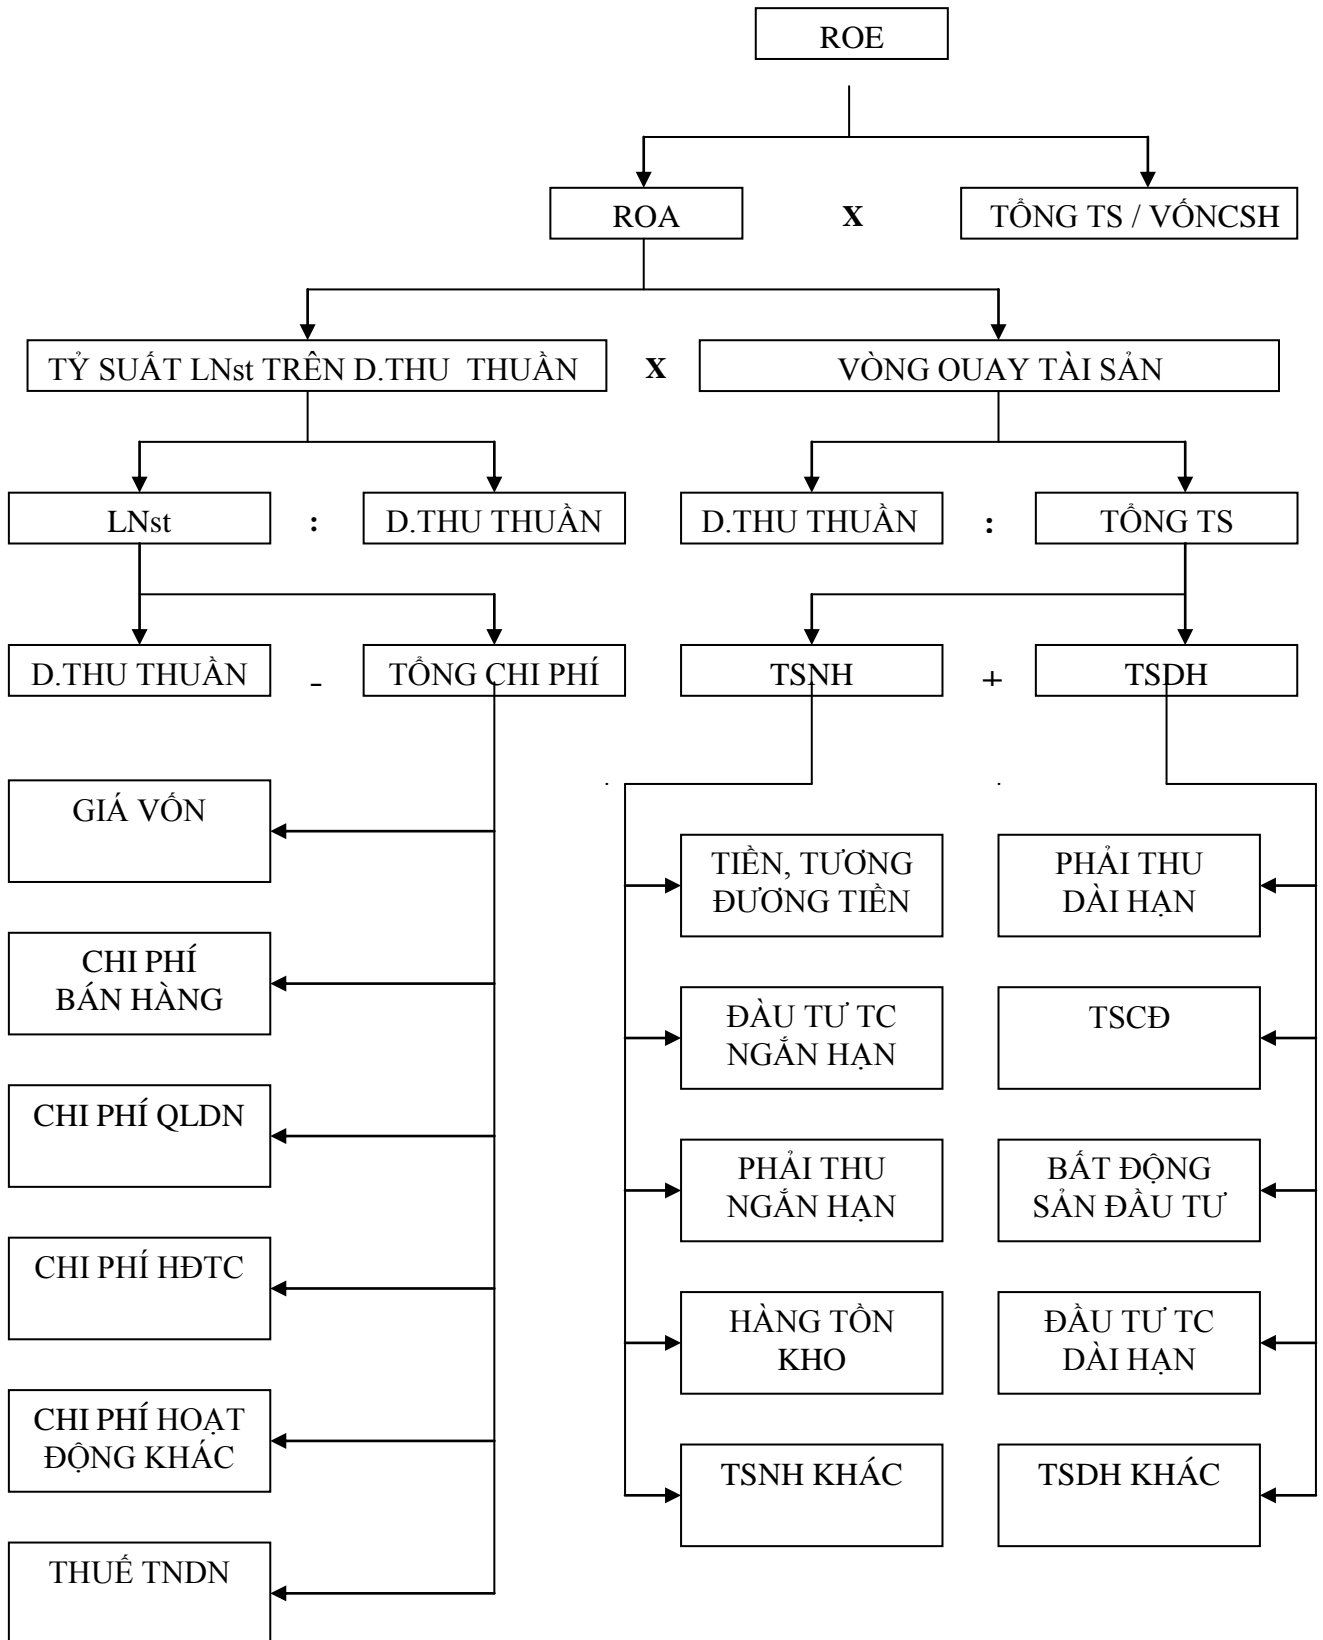 ROE
ROA X TỔNG TS / VỐNCSH
TỶ SUẤT LNst TRÊN D.THU THUẦN X VÒNG QUAY TÀI SẢN
LNst : D.THU THUẦN D.THU THUẦN : TỔNG TS
D.THU THUẦN - TỔNG CHI PHÍ TSNH + TSDH
GIÁ VỐN
CHI PHÍ
BÁN HÀNG
CHI PHÍ QLDN
CHI PHÍ HĐTC
CHI PHÍ HOẠT
ĐỘNG KHÁC
THUẾ TNDN
TIỀN, TƯƠNG
ĐƯƠNG TIỀN
ĐÀU TƯ TC
NGẮN HẠN
PHẢI THU
NGẮN HẠN
HÀNG TỒN
KHO
TSNH KHÁC
PHẢI THU
DÀI HẠN
TSCĐ
BẤT ĐỘNG
SẢN ĐẦU TƯ
ĐẦU TƯ TC
DÀI HẠN
TSDH KHÁC